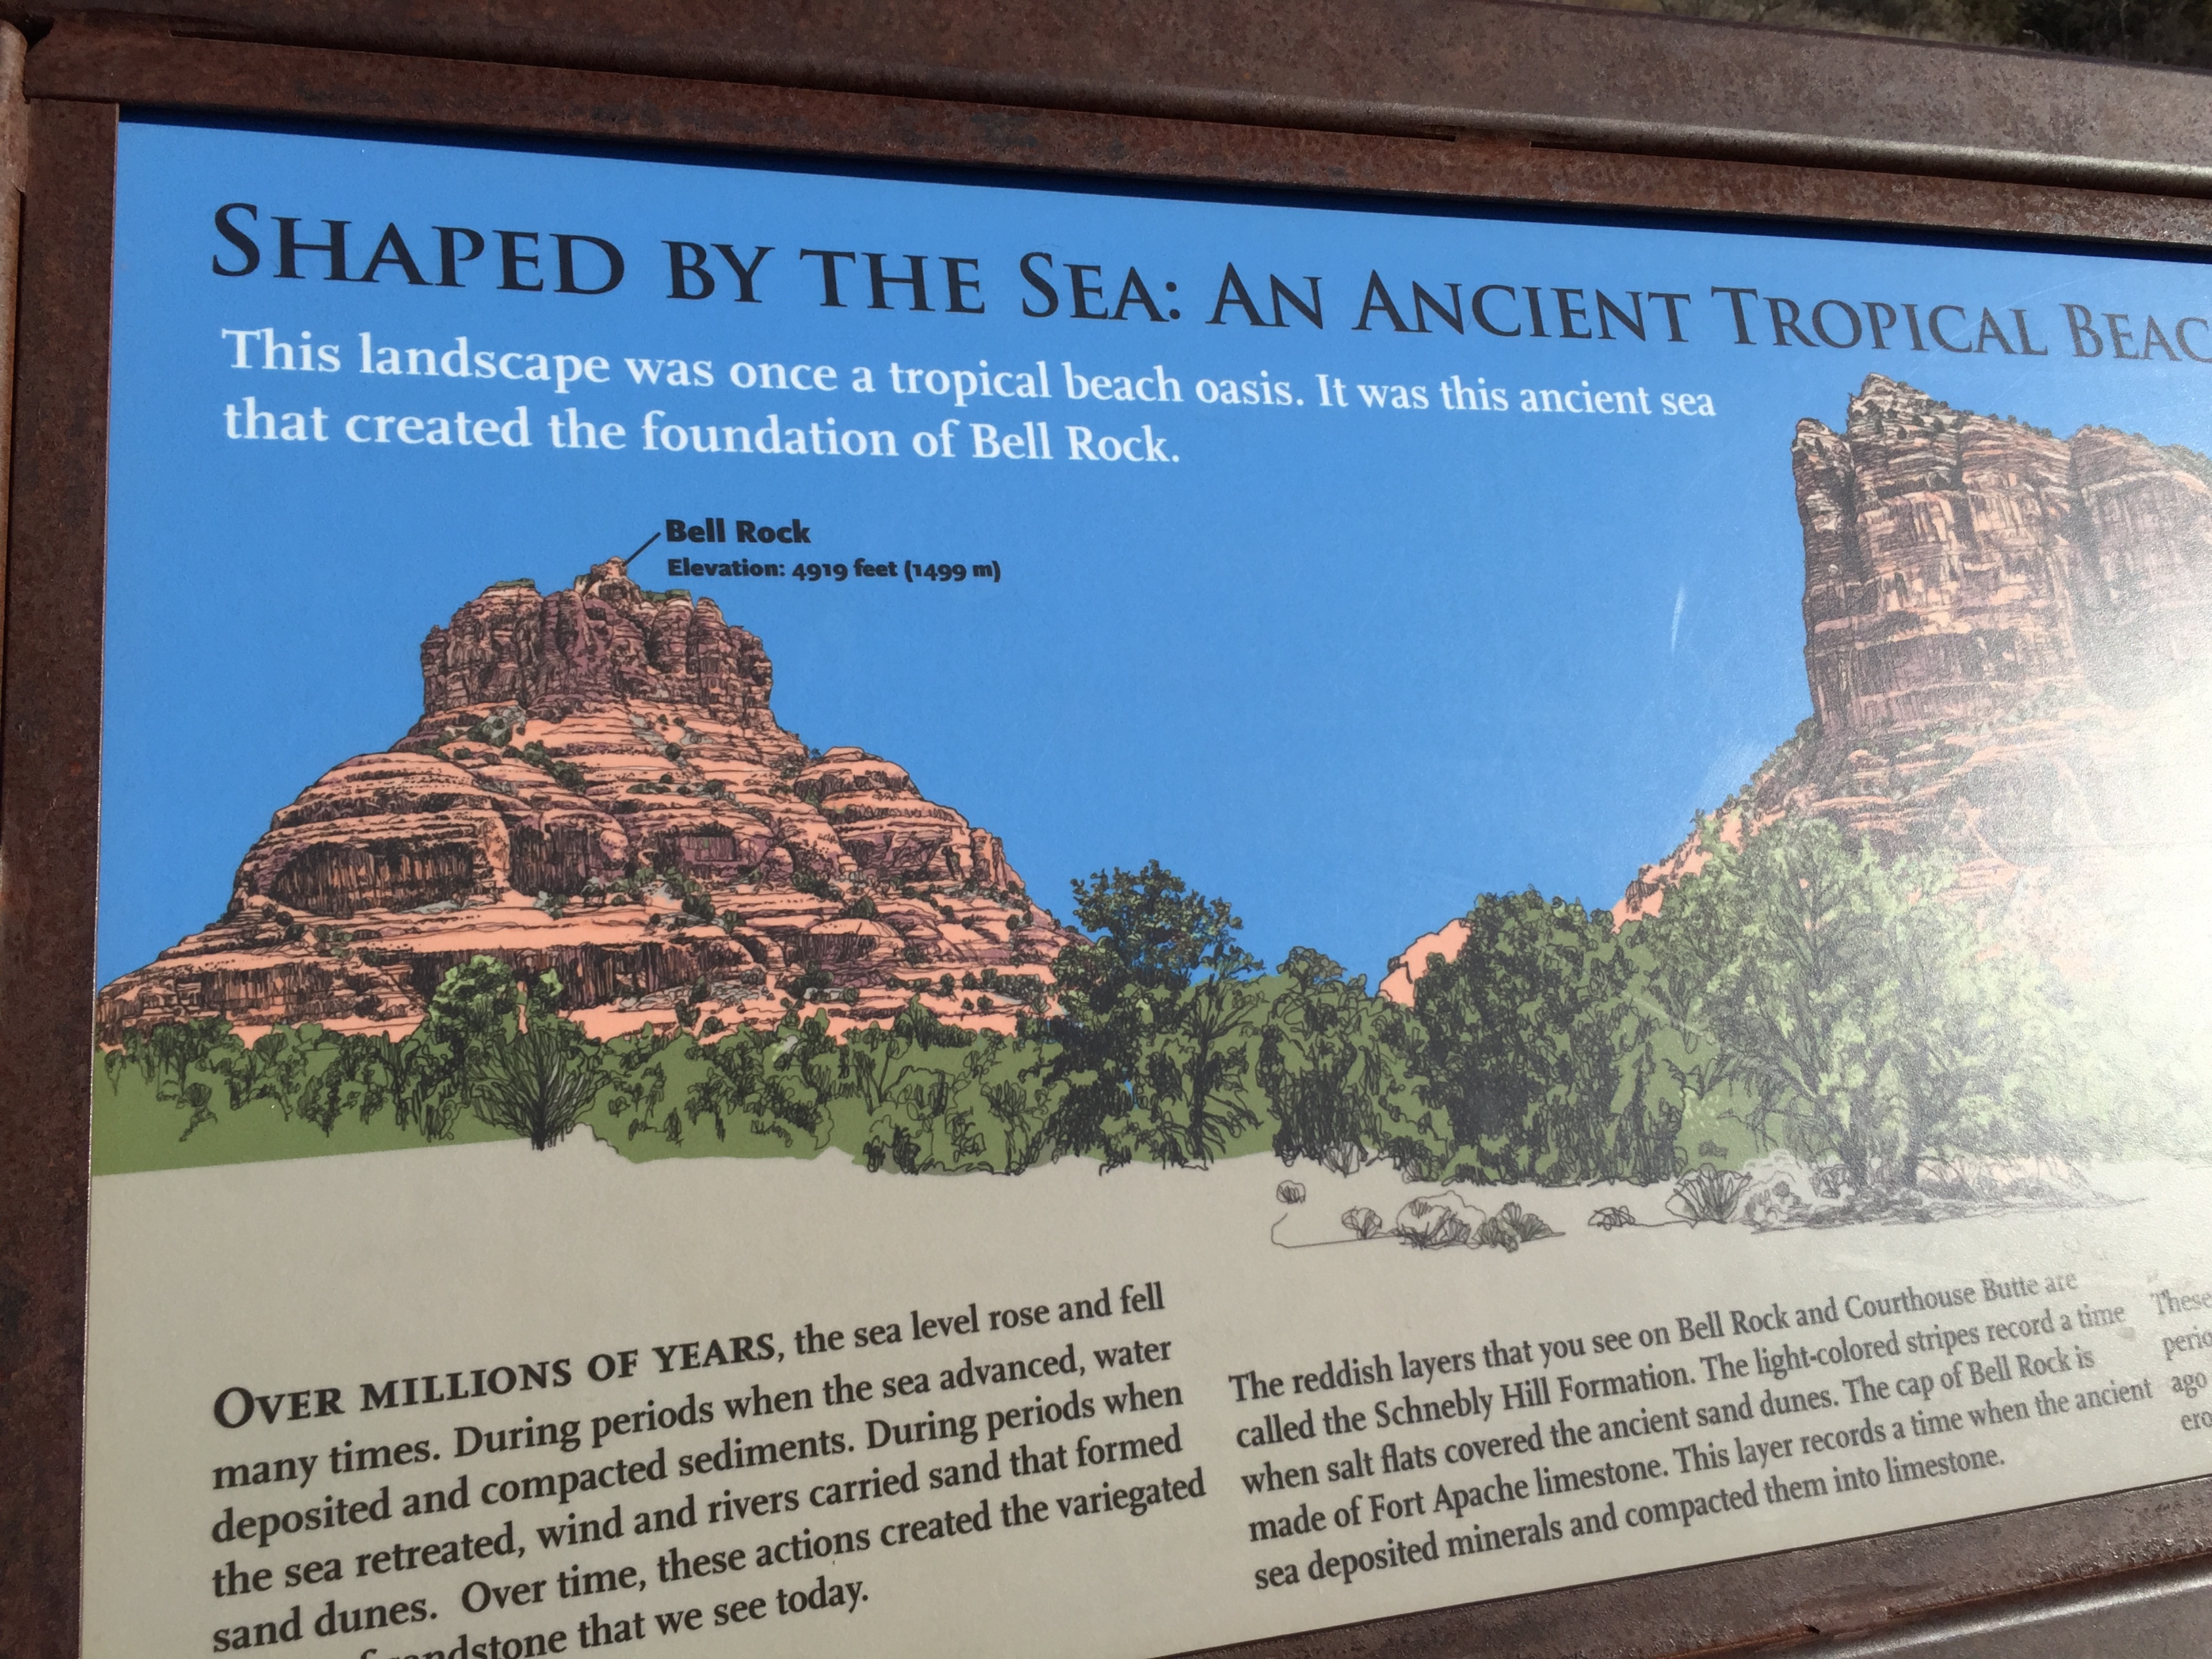 SHAPED BY THE SEA: AN ANCIENT TROPICAL BEAC
This landscape was once a tropical beach oasis. It was this ancient sea
that created the foundation of Bell Rock.
Bell Rock
Elevation: 4919 feet (1499 m)
OVER MILLIONS OF YEARS, the sea level rose and fell
many times. During periods when the sea advanced, water
deposited and compacted sediments. During periods when
the sea retreated, wind and rivers carried sand that formed
sand dunes. Over time, these actions created the variegated
sandstone that we see today.
The reddish layers that you see on Bell Rock and Courthouse Butte are
called the Schnebly Hill Formation. The light-colored stripes record a time
when salt flats covered the ancient sand dunes. The cap of Bell Rock is
made of Fort Apache limestone. This layer records a time when the ancient
sea deposited minerals and compacted them into limestone.
These
perio
ago
ero